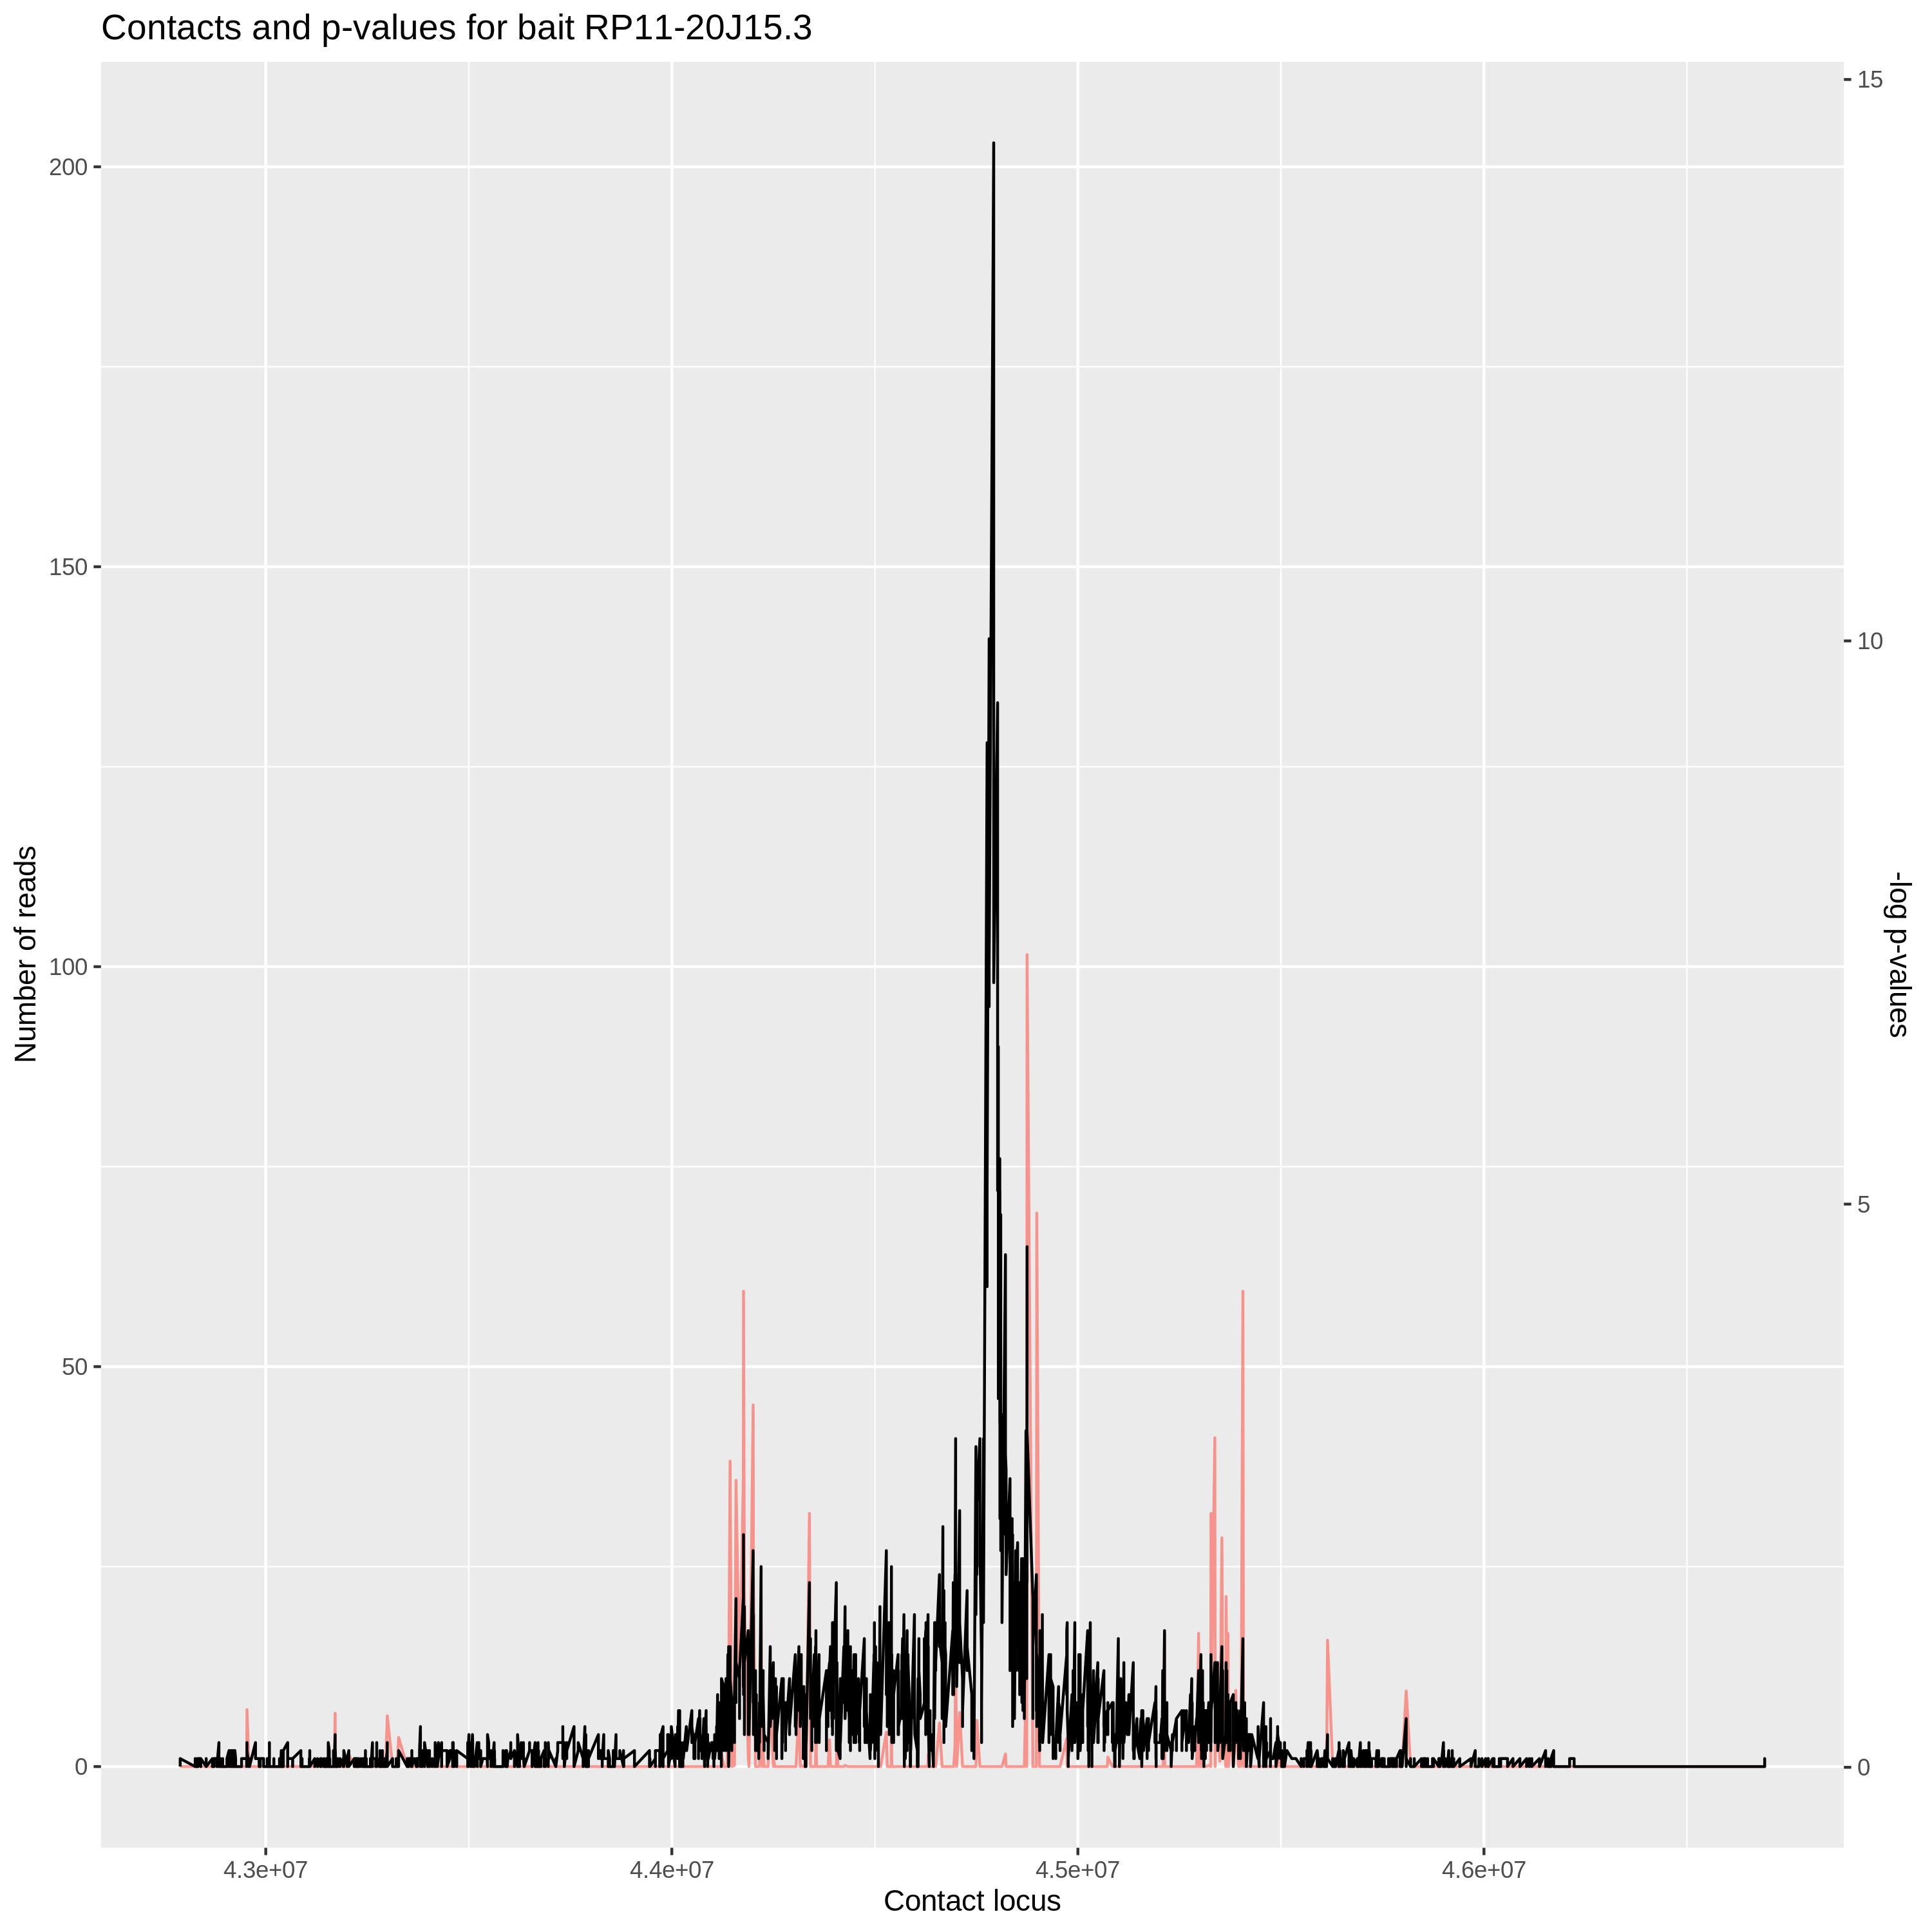 Contacts and p-values for bait RP11-20J15.3
Number of reads
200
150
100
50
0
15
10
5
0
-log p-values
4.3e+07 4.4e+07 4.5e+07 4.6e+07
Contact locus